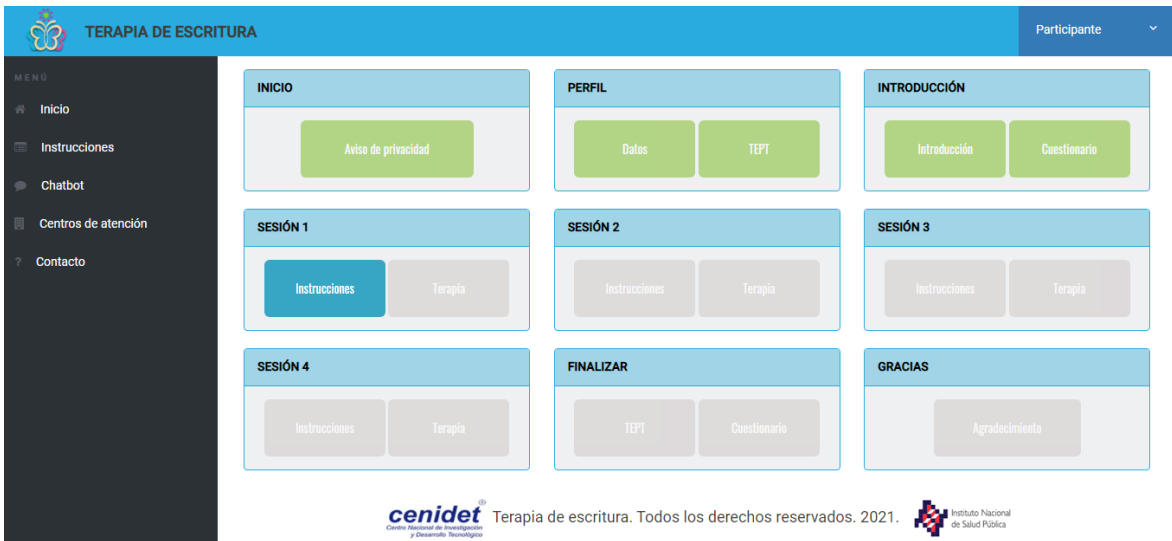 TERAPIA DE ESCRITURA
Participante
MENÚ
Inicio
Instrucciones
Chatbot
Centros de atención
? Contacto
INICIO
Aviso de privacidad
PERFIL
Datos TEPT
INTRODUCCIÓN
Introducción Cuestionario
SESIÓN 1
Instrucciones Terapia
SESIÓN 2
Instrucciones Terapia
SESIÓN 3
Instrucciones Terapia
SESIÓN 4
Instrucciones Terapia
FINALIZAR
TEPT Cuestionario
GRACIAS
Agradecimiento
cenidet®
Centro Nacional de Investigación
y Desarrollo Tecnológico
Terapia de escritura. Todos los derechos reservados. 2021.
Instituto Nacional
de Salud Pública